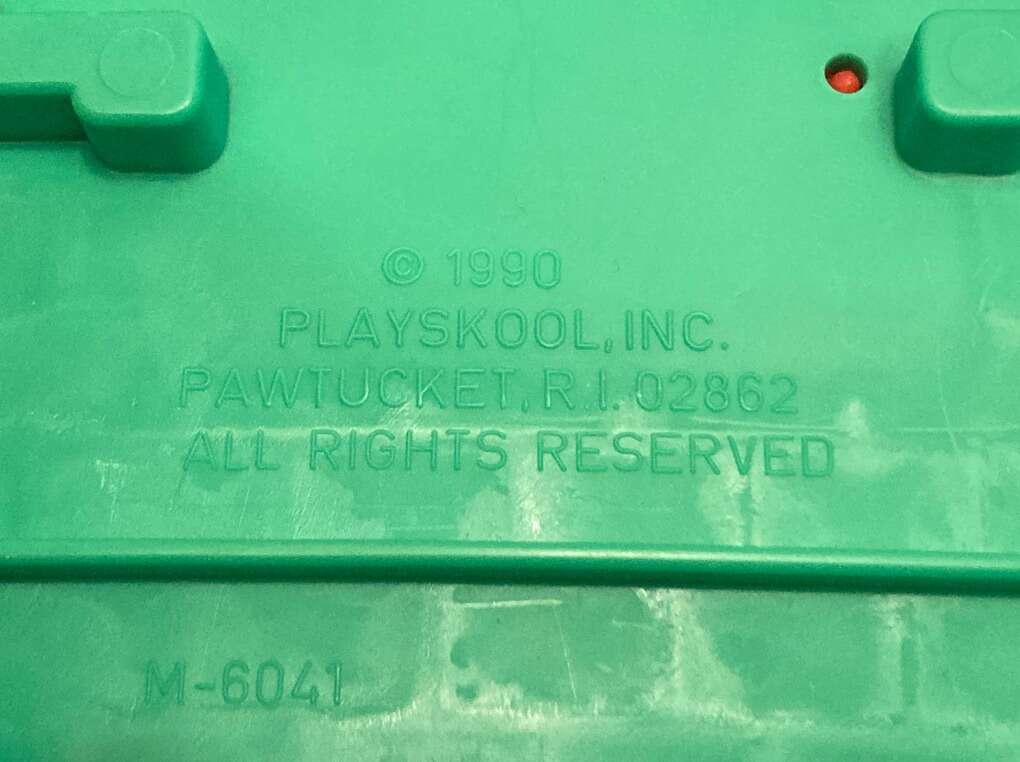 © 1990
PLAYSKOOL, INC.
PAWTUCKET, R.I. 02862
ALL RIGHTS RESERVED
M-6041